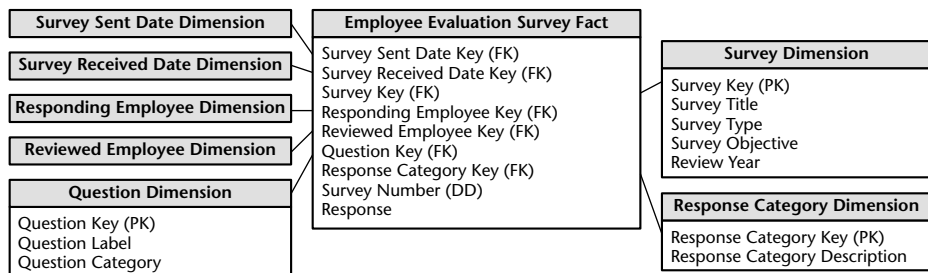 Survey Sent Date Dimension
Survey Received Date Dimension
Responding Employee Dimension
Reviewed Employee Dimension
Question Dimension
Question Key (PK)
Question Label
Question Category
Employee Evaluation Survey Fact
Survey Sent Date Key (FK)
Survey Received Date Key (FK)
Survey Key (FK)
Responding Employee Key (FK)
Reviewed Employee Key (FK)
Question Key (FK)
Response Category Key (FK)
Survey Number (DD)
Response
Survey Dimension
Survey Key (PK)
Survey Title
Survey Type
Survey Objective
Review Year
Response Category Dimension
Response Category Key (PK)
Response Category Description